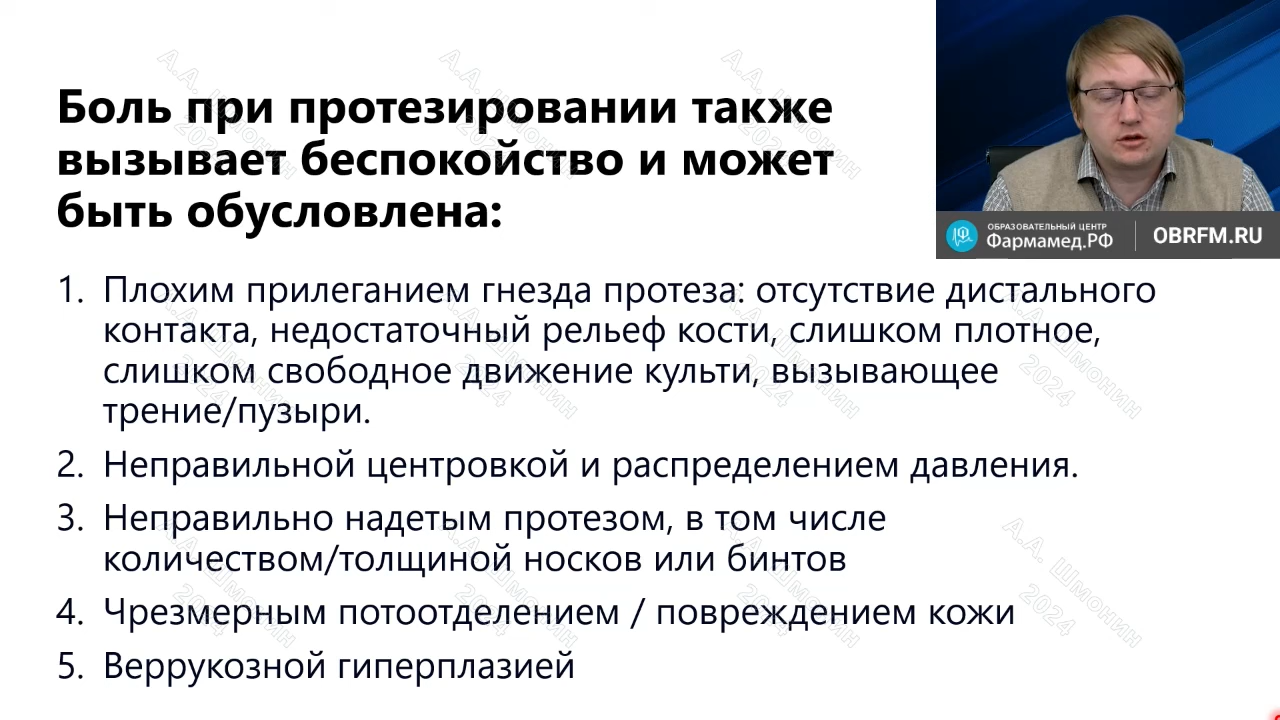 Боль при протезировании также
вызывает беспокойство и может
быть обусловлена:
ОБРАЗОВАТЕЛЬНЫЙ ЦЕНТР
Фармамед.РФ
OBRFM.RU
1. Плохим прилеганием гнезда протеза: отсутствие дистального
контакта, недостаточный рельеф кости, слишком плотное,
слишком свободное движение культи, вызывающее
трение/пузыри.
2. Неправильной центровкой и распределением давления.
3. Неправильно надетым протезом, в том числе
количеством/толщиной носков или бинтов
4. Чрезмерным потоотделением / повреждением кожи
5. Веррукозной гиперплазией
А.А. Шмонин
2024